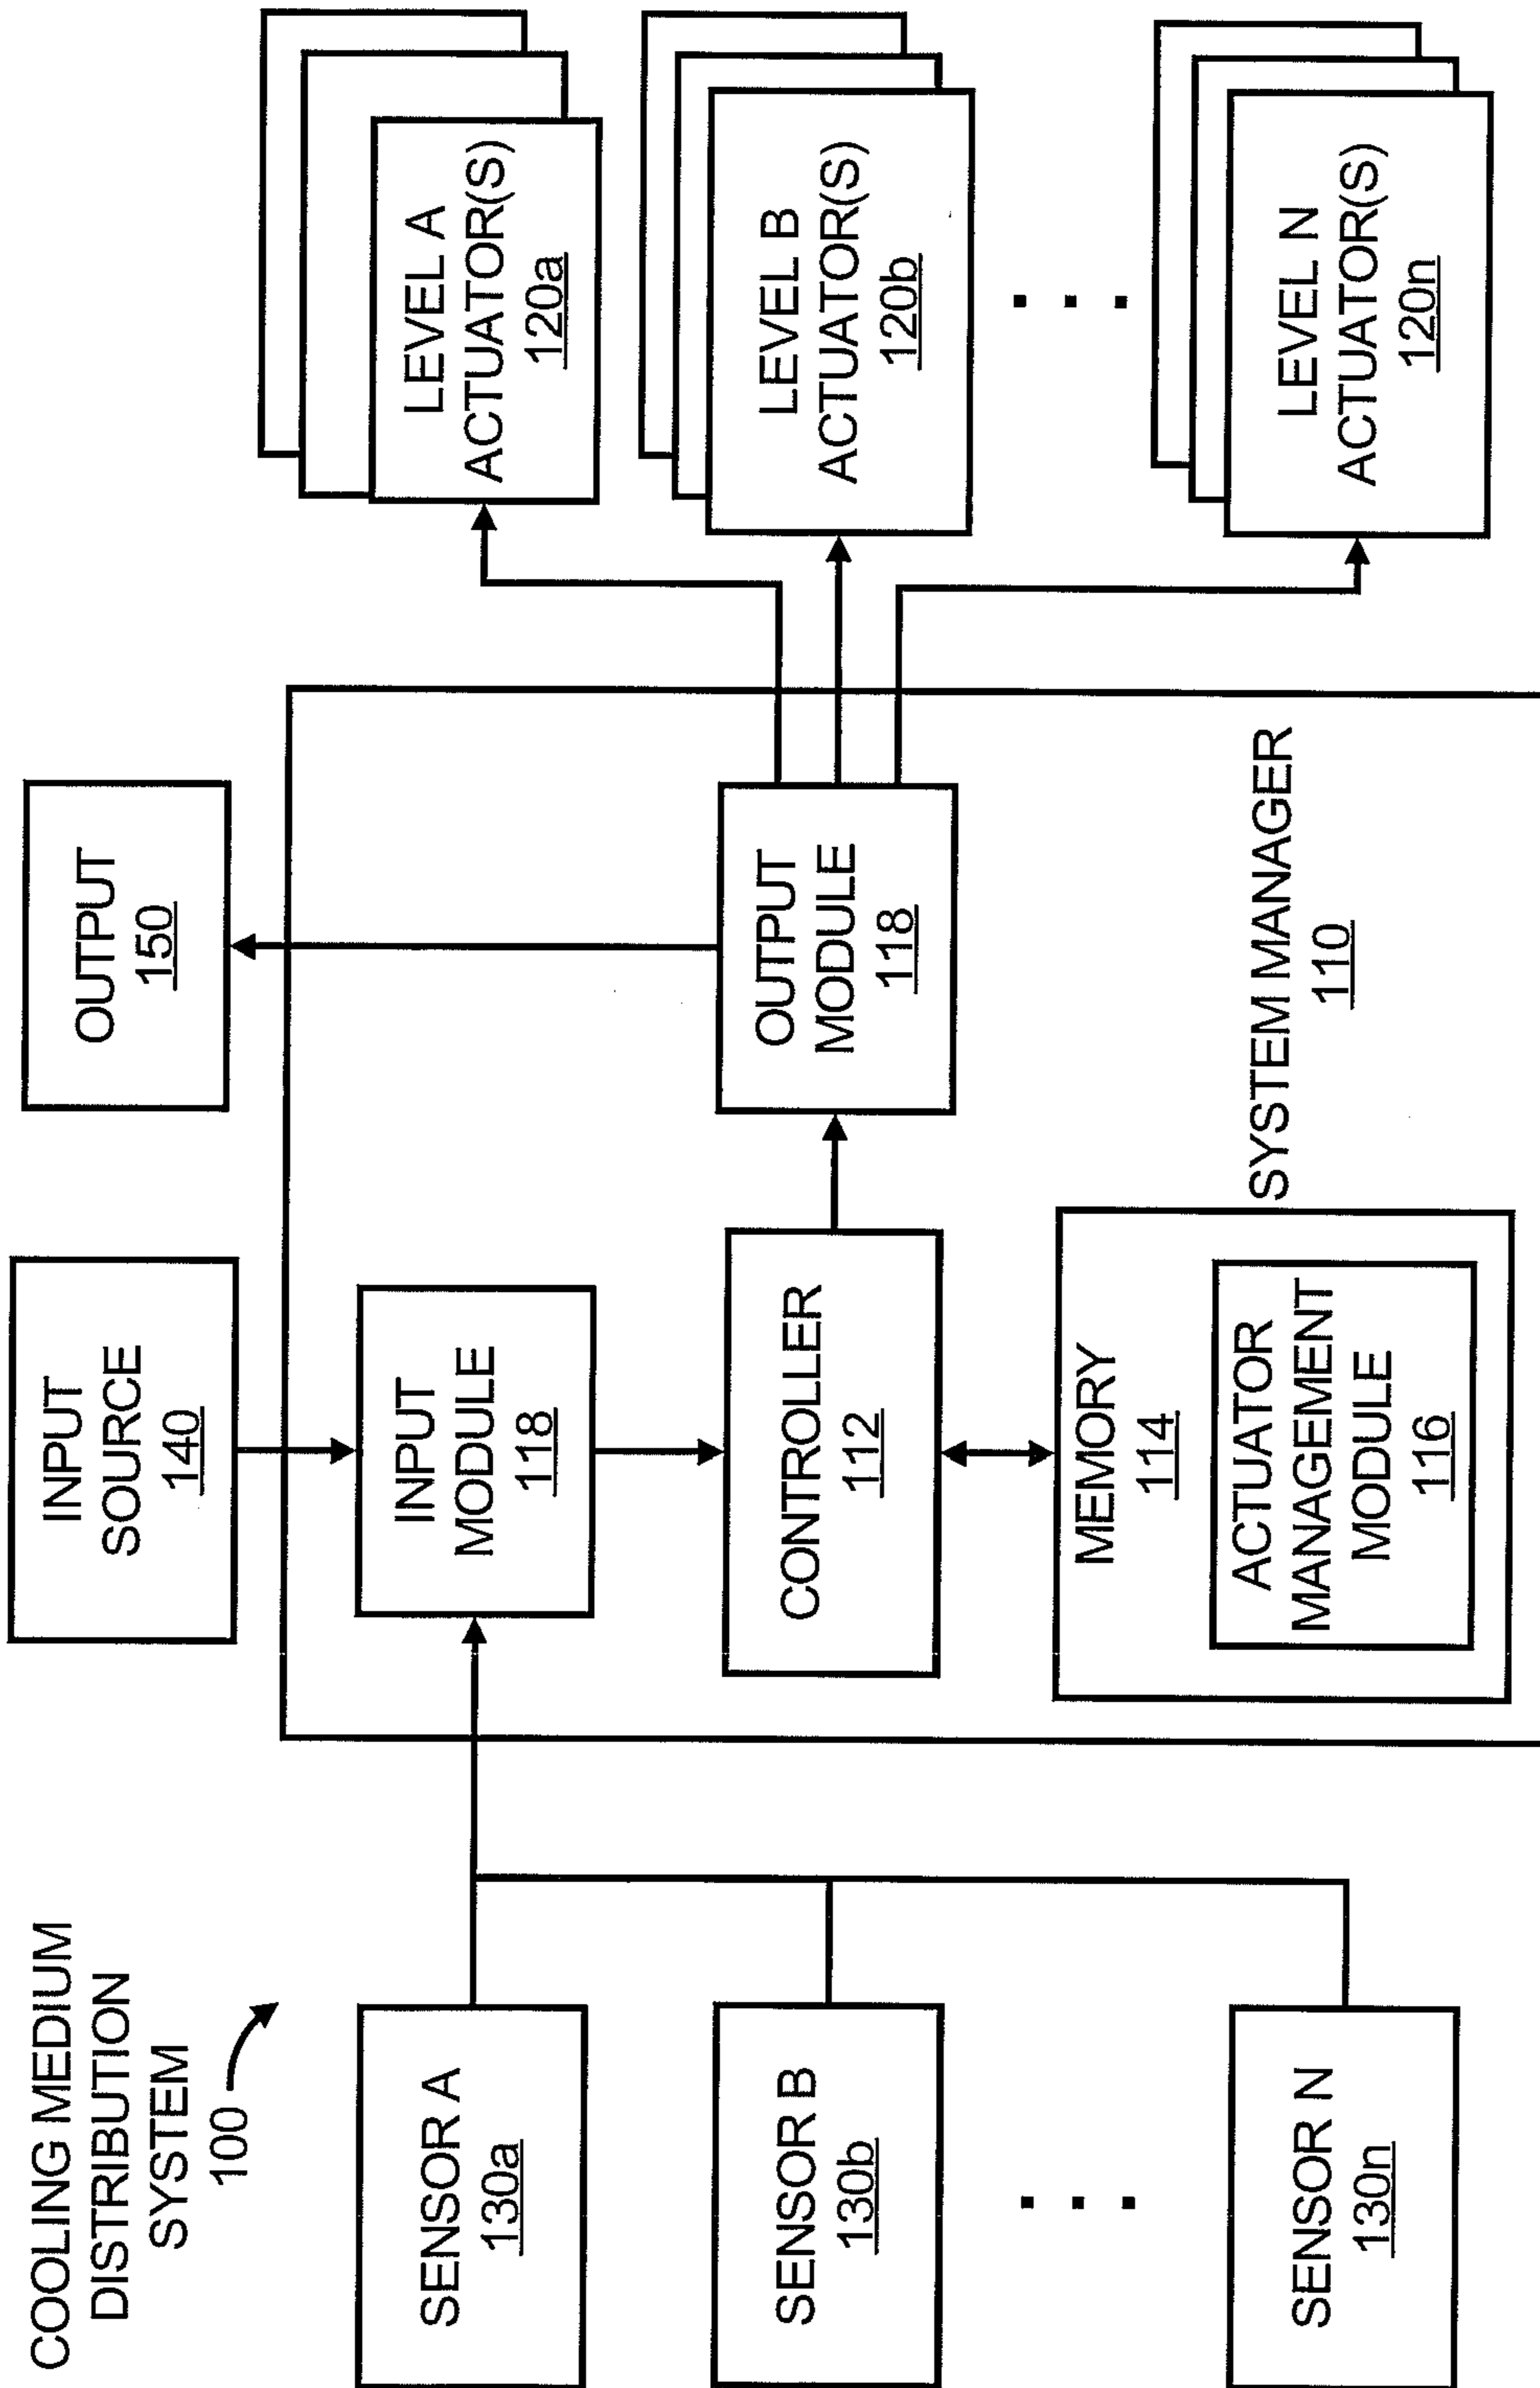 COOLING MEDIUM
DISTRIBUTION
SYSTEM
100
INPUT
SOURCE
140
OUTPUT
150
SENSOR A
130a
SENSOR B
130b
SENSOR N
130n
INPUT
MODULE
118
CONTROLLER
112
MEMORY
114
ACTUATOR
MANAGEMENT
MODULE
116
OUTPUT
MODULE
118
SYSTEM MANAGER
110
LEVEL A
ACTUATOR(S)
120a
LEVEL B
ACTUATOR(S)
120b
LEVEL N
ACTUATOR(S)
120n